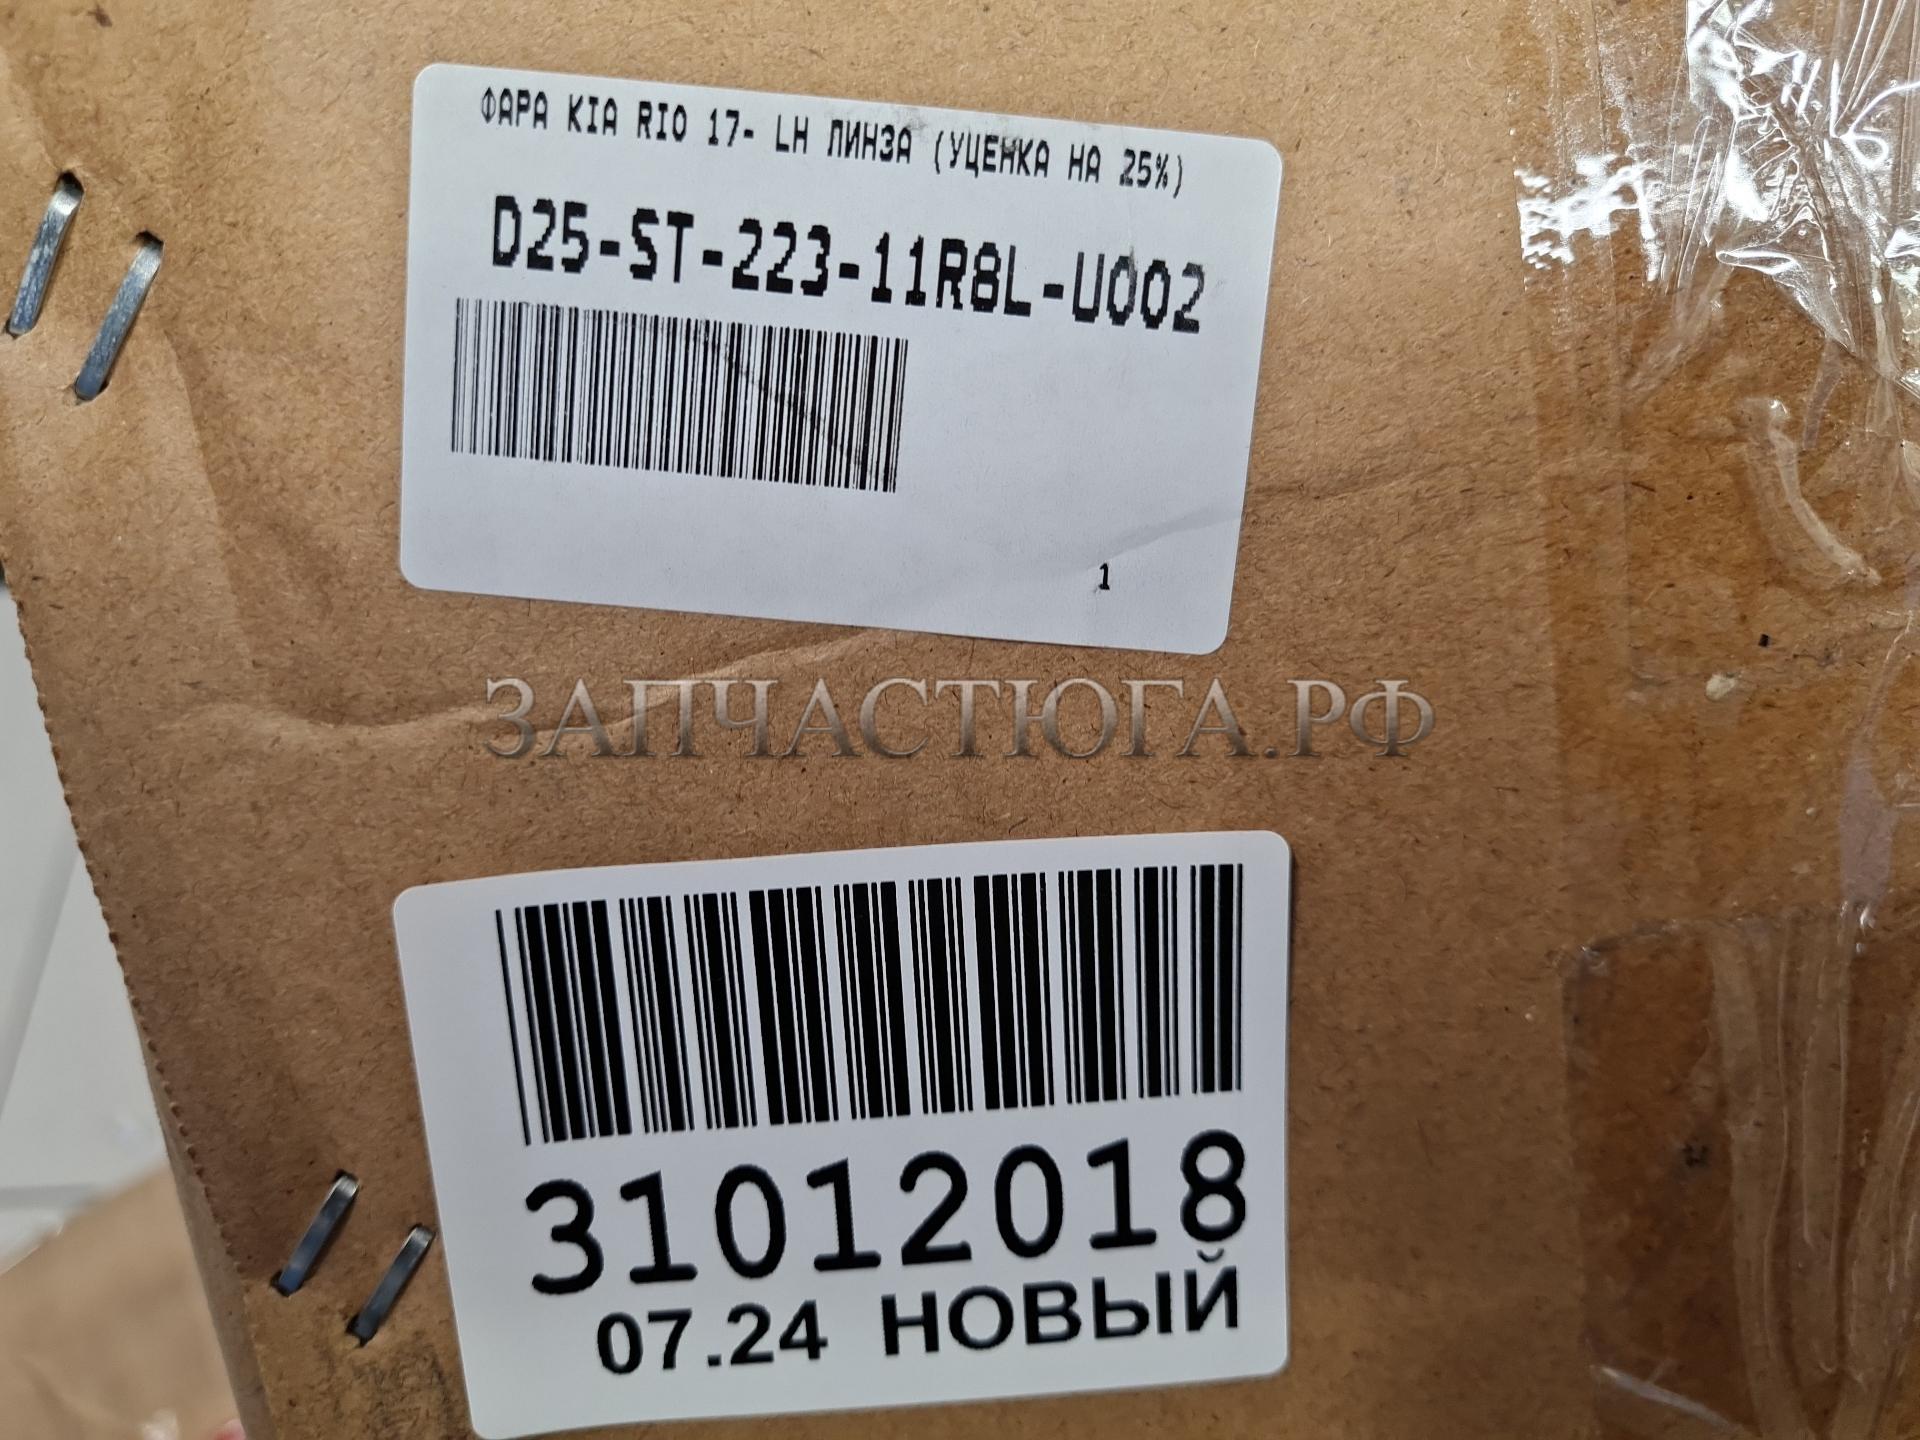 ФАРА KIA RIO 17- LH ЛИНЗА (УЦЕНКА НА 25%)
D25-ST-223-11R8L-U002
1
ЗАПЧАСТЮГА.РФ
31012018
07.24 НОВЫЙ